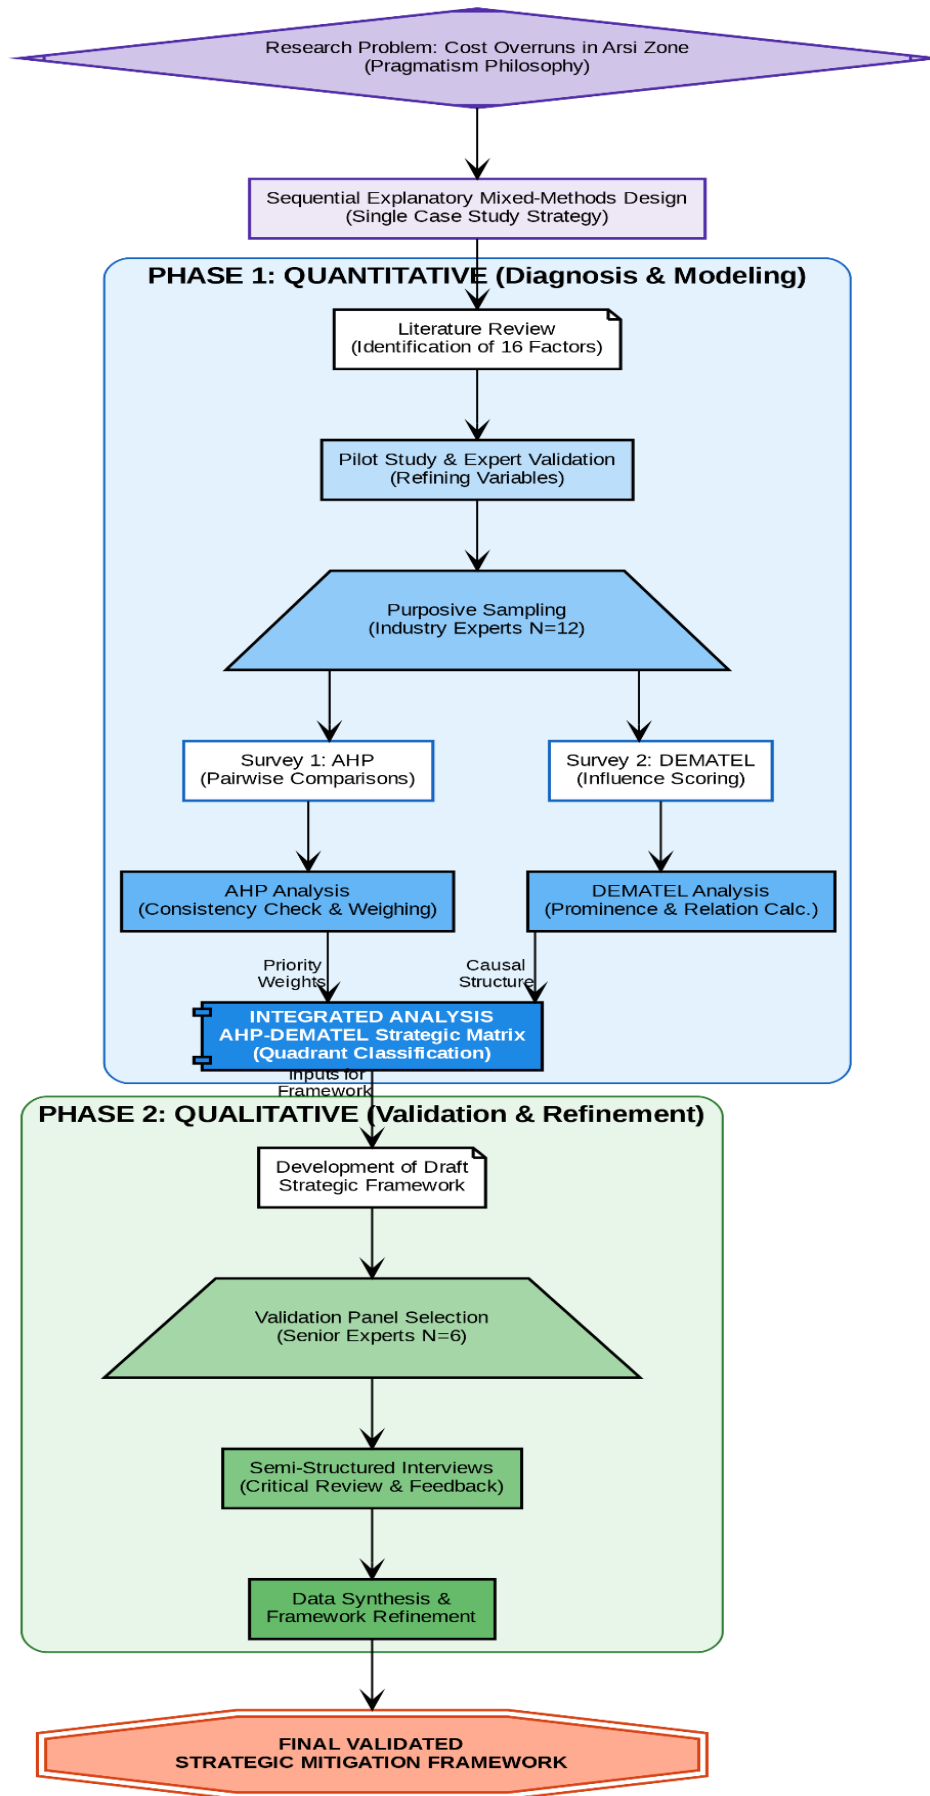 Research Problem: Cost Overruns in Arsi Zone
(Pragmatism Philosophy)
Sequential Explanatory Mixed-Methods Design
(Single Case Study Strategy)
PHASE 1: QUANTITATIVE (Diagnosis & Modeling)
Literature Review
(Identification of 16 Factors)
Pilot Study & Expert Validation
(Refining Variables)
Purposive Sampling
(Industry Experts N=12)
Survey 1: AHP
(Pairwise Comparisons)
Survey 2: DEMATEL
(Influence Scoring)
AHP Analysis
(Consistency Check & Weighing)
DEMATEL Analysis
(Prominence & Relation Calc.)
Priority
Weights
Causal
Structure
INTEGRATED ANALYSIS
AHP-DEMATEL Strategic Matrix
(Quadrant Classification)
Inputs for
Framework
PHASE 2: QUALITATIVE (Validation & Refinement)
Development of Draft
Strategic Framework
Validation Panel Selection
(Senior Experts N=6)
Semi-Structured Interviews
(Critical Review & Feedback)
Data Synthesis &
Framework Refinement
FINAL VALIDATED
STRATEGIC MITIGATION FRAMEWORK